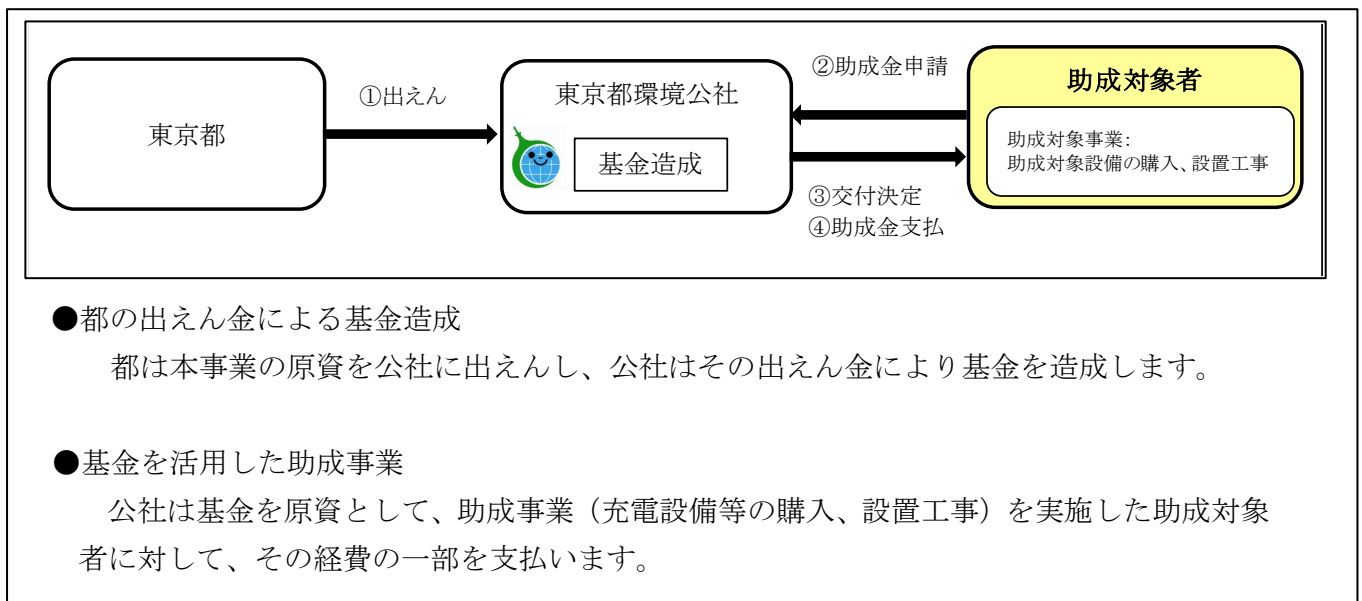 東京都
①出えん
東京都環境公社
基金造成
②助成金申請
③交付決定
④助成金支払
助成対象者
助成対象事業：
助成対象設備の購入、設置工事
●都の出えん金による基金造成
都は本事業の原資を公社に出えんし、公社はその出えん金により基金を造成します。
●基金を活用した助成事業
公社は基金を原資として、助成事業（充電設備等の購入、設置工事）を実施した助成対象
者に対して、その経費の一部を支払います。